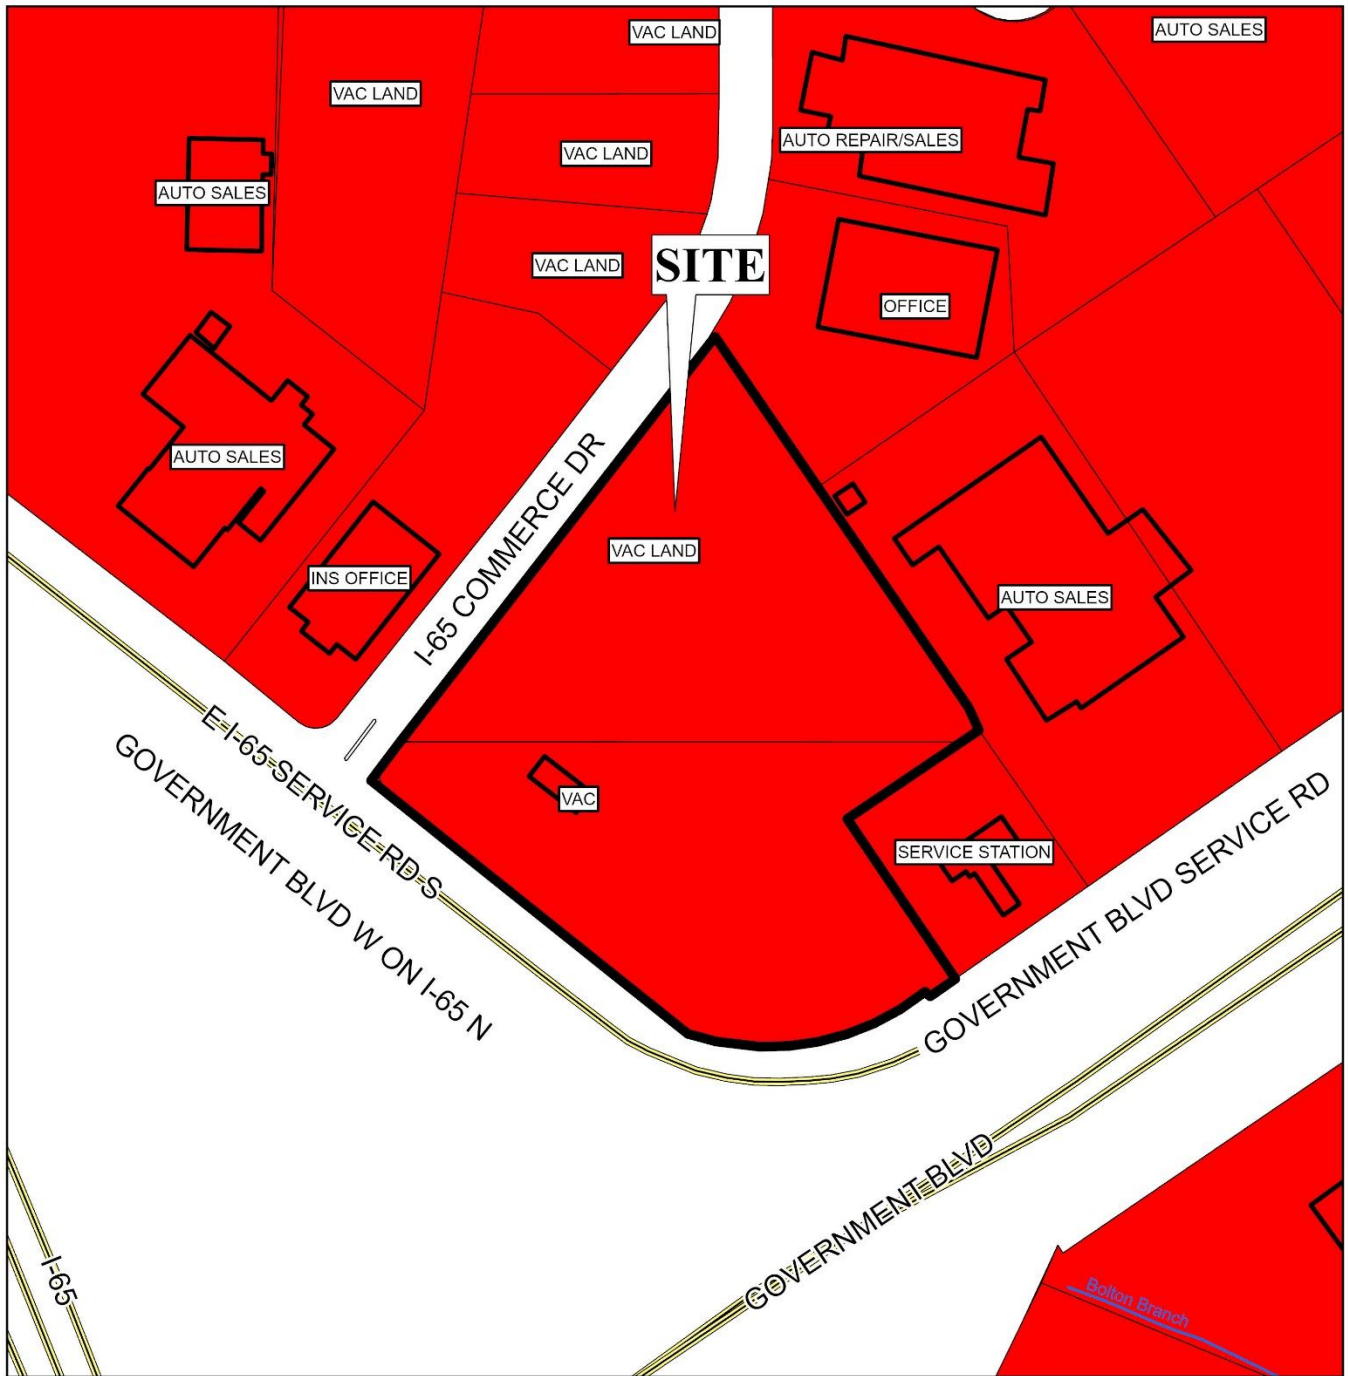 VAC LAND
AUTO SALES
VAC LAND
AUTO REPAIR/SALES
VAC LAND
AUTO SALES
VAC LAND
SITE
OFFICE
AUTO SALES
I-65 COMMERCE DR
VAC LAND
INS OFFICE
AUTO SALES
E I-65 SERVICE RD S
GOVERNMENT BLVD W ON I-65 N
VAC
SERVICE STATION
GOVERNMENT BLVD SERVICE RD
GOVERNMENT BLVD
I-65
Bolton Branch